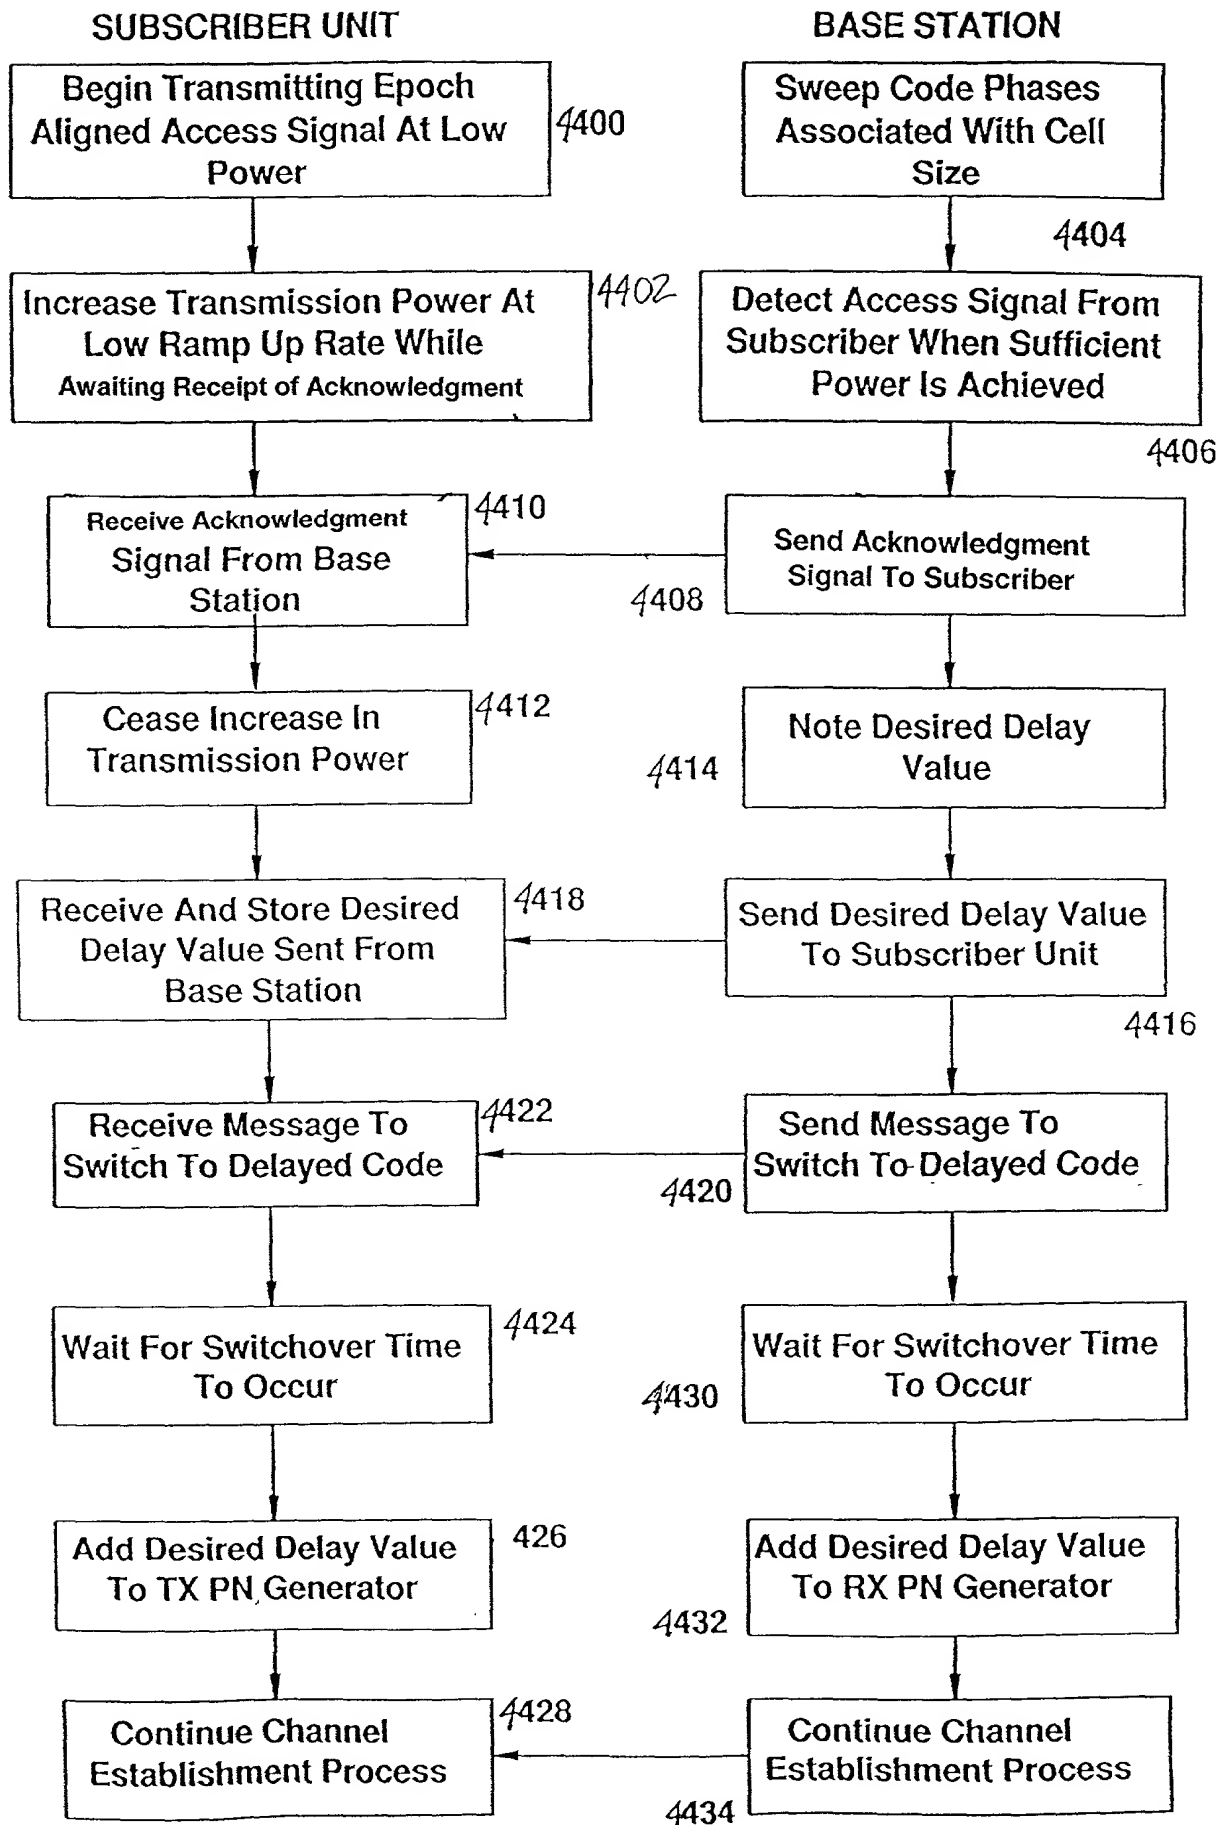 SUBSCRIBER UNIT
BASE STATION
Begin Transmitting Epoch
Aligned Access Signal At Low
Power
4400
Sweep Code Phases
Associated With Cell
Size
4404
Increase Transmission Power At
Low Ramp Up Rate While
Awaiting Receipt of Acknowledgment
4402
Detect Access Signal From
Subscriber When Sufficient
Power Is Achieved
4406
Receive Acknowledgment
Signal From Base
Station
4410
Send Acknowledgment
Signal To Subscriber
4408
Cease Increase In
Transmission Power
4412
Note Desired Delay
Value
4414
Receive And Store Desired
Delay Value Sent From
Base Station
4418
Send Desired Delay Value
To Subscriber Unit
4416
Receive Message To
Switch To Delayed Code
4422
Send Message To
Switch To Delayed Code
4420
Wait For Switchover Time
To Occur
4424
Wait For Switchover Time
To Occur
4430
Add Desired Delay Value
To TX PN Generator
426
Add Desired Delay Value
To RX PN Generator
4432
Continue Channel
Establishment Process
4428
Continue Channel
Establishment Process
4434